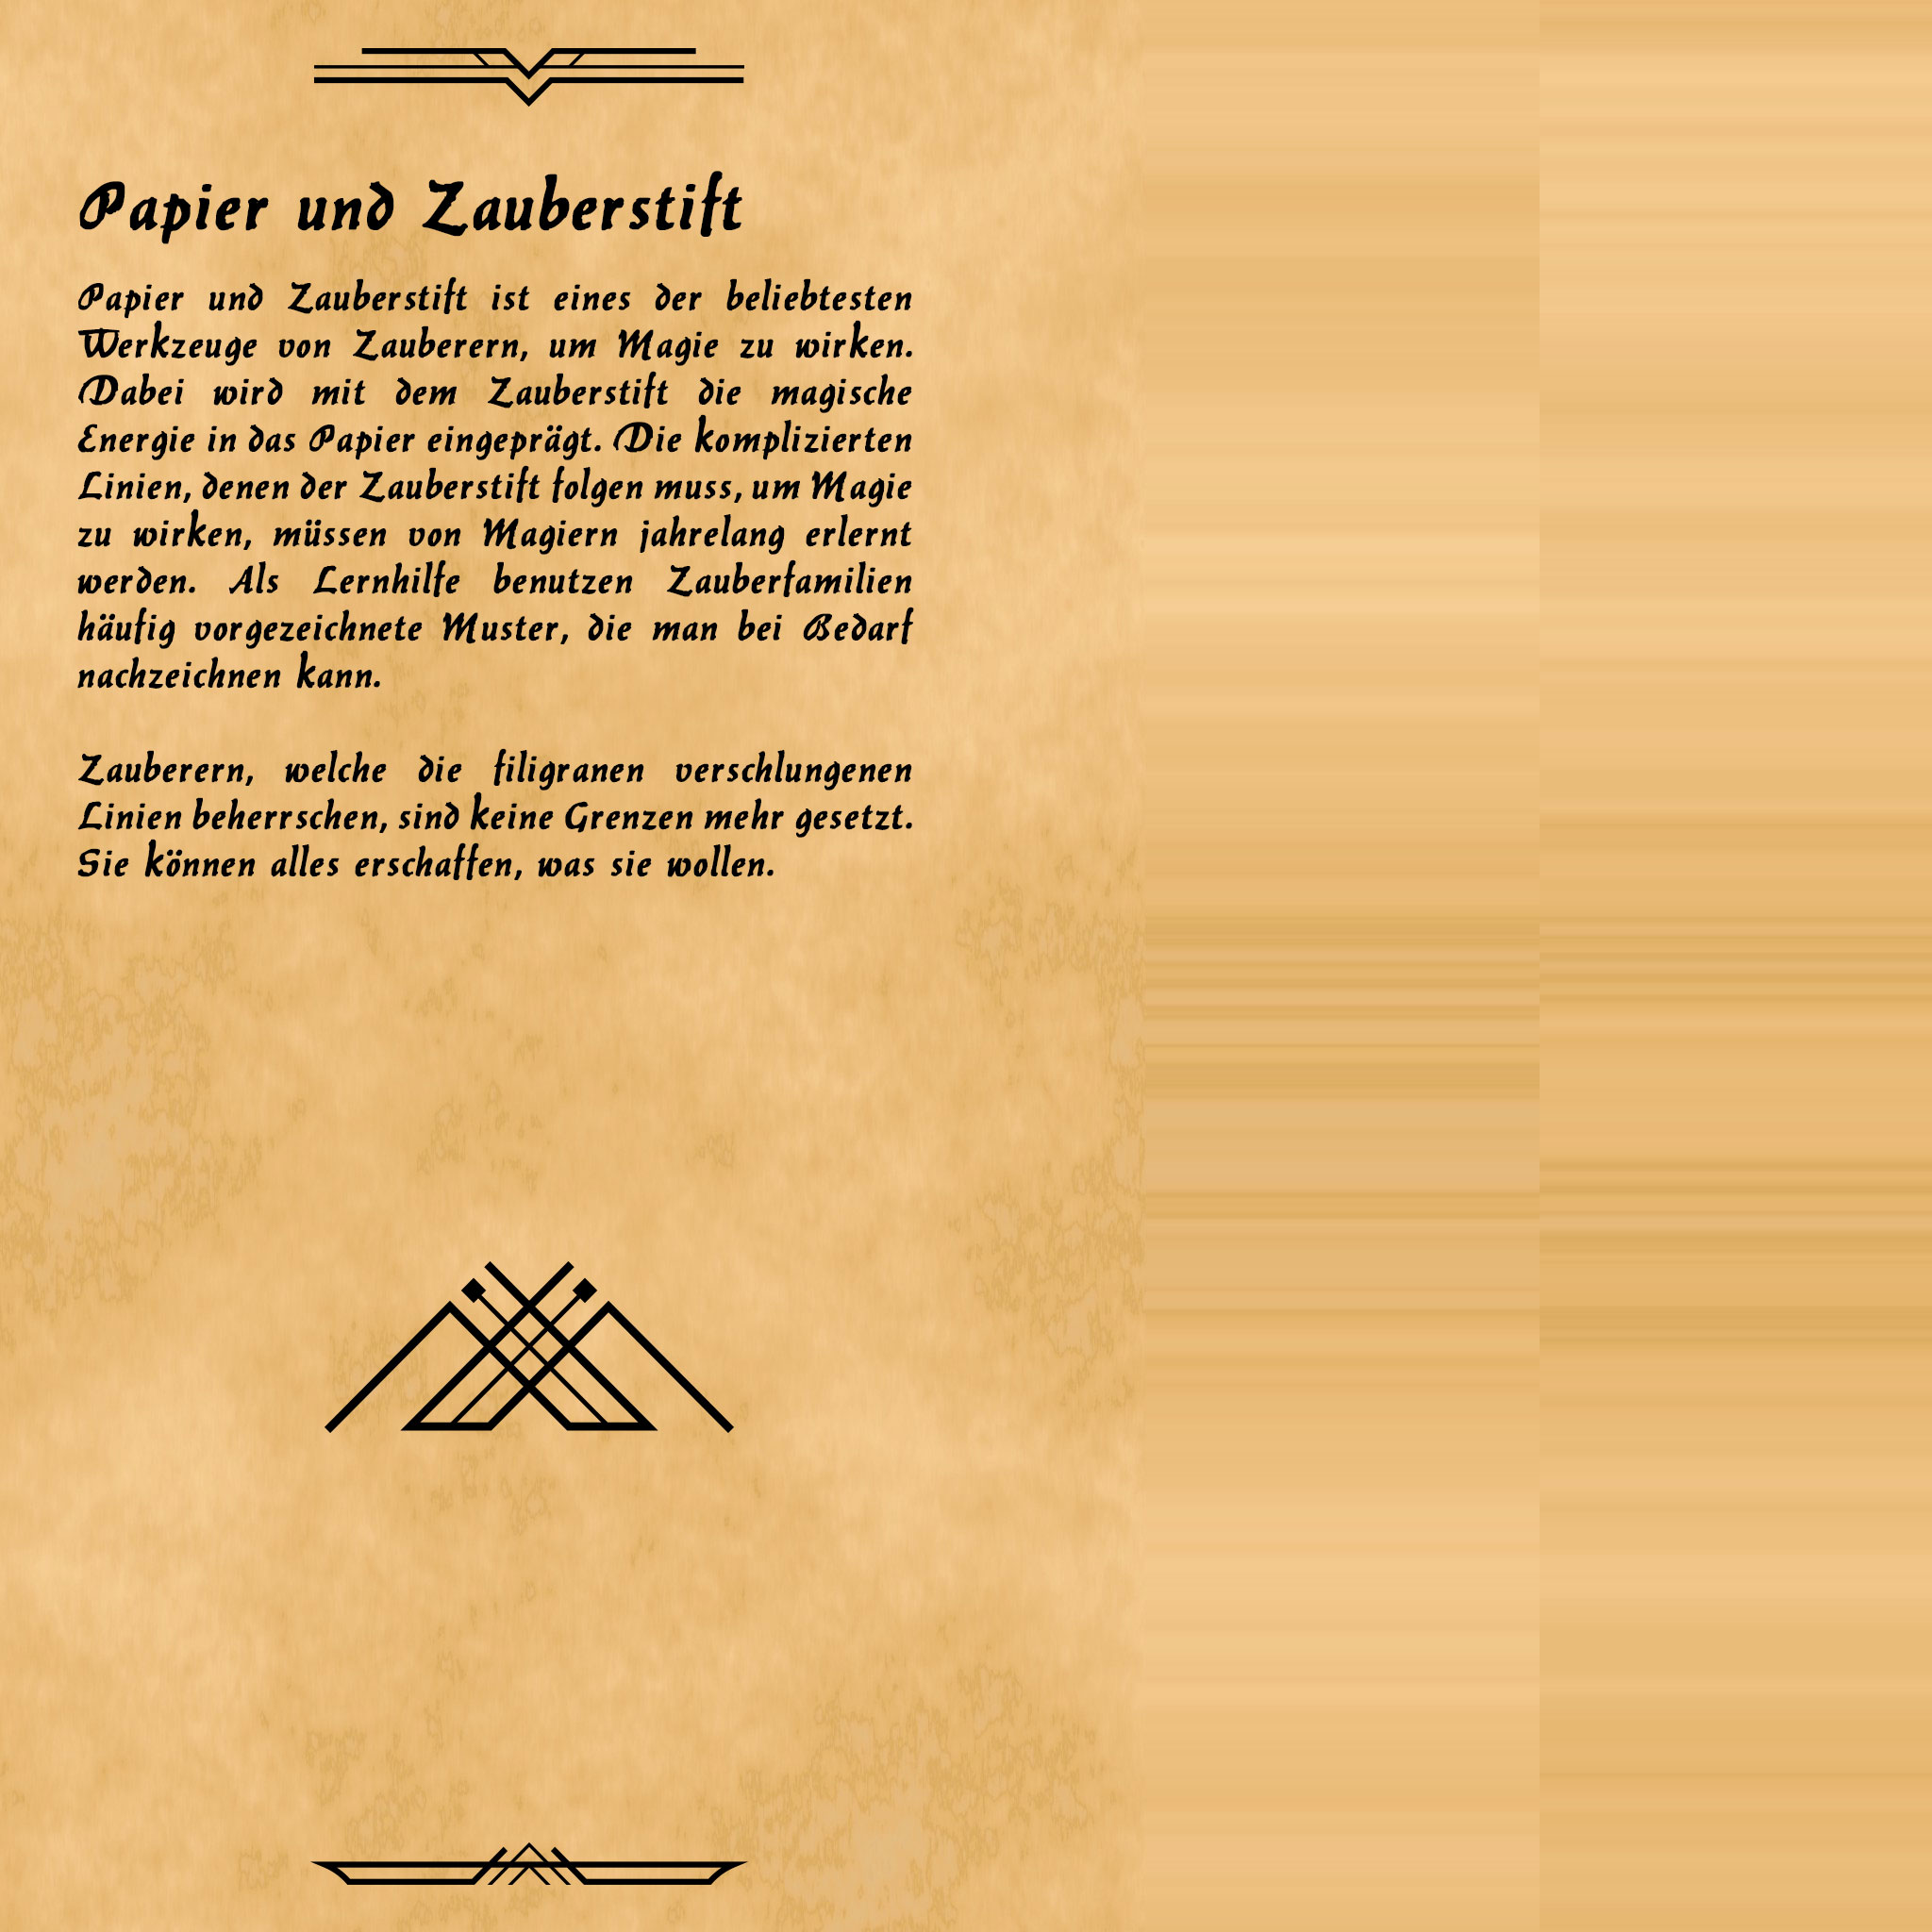 Papier und Zauberstift
Papier und Zauberstift ist eines der beliebtesten
Werkzeuge von Zauberern, um Magie zu wirken.
Dabei wird mit dem Zauberstift die magische
Energie in das Papier eingeprägt. Die komplizierten
Linien, denen der Zauberstift folgen muss, um Magie
zu wirken, müssen von Magiern jahrelang erlernt
werden. Als Lernhilfe benutzen Zauberfamilien
häufig vorgezeichnete Muster, die man bei Bedarf
nachzeichnen kann.
Zauberern, welche die filigranen verschlungenen
Linien beherrschen, sind keine Grenzen mehr gesetzt.
Sie können alles erschaffen, was sie wollen.